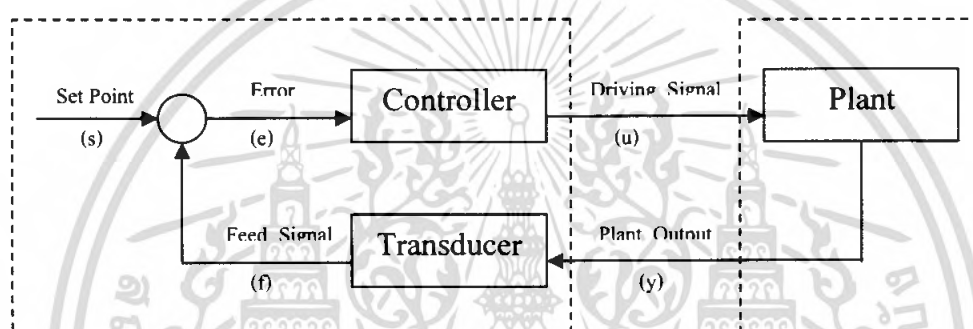 Set Point
(s)
Error
(e)
Controller
Driving Signal
(u)
Plant
Feed Signal
(f)
Transducer
Plant Output
(y)